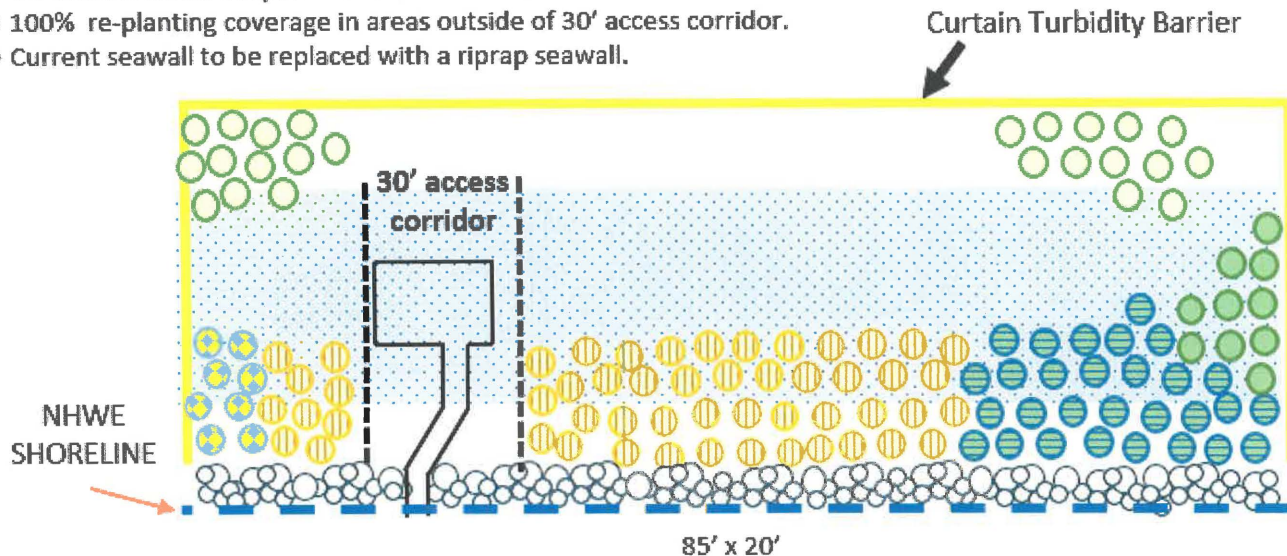 100% re-planting coverage in areas outside of 30' access corridor.
Current seawall to be replaced with a riprap seawall.
Curtain Turbidity Barrier
30' access
corridor
NHWE
SHORELINE
85' x 20'